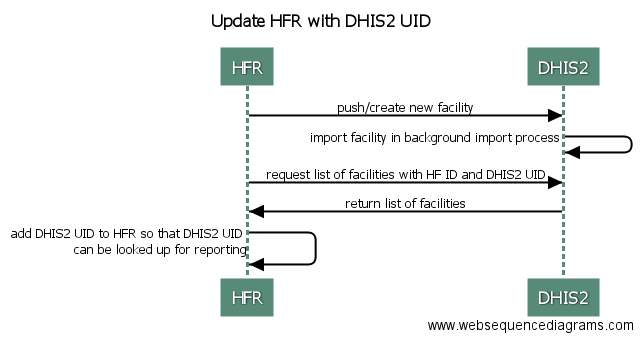 Update HFR with DHIS2 UID
HFR
DHIS2
push/create new facility
import facility in background import process
request list of facilities with HF ID and DHIS2 UID
return list of facilities
add DHIS2 UID to HFR so that DHIS2 UID
can be looked up for reporting
HFR
DHIS2
www.websequencediagrams.com